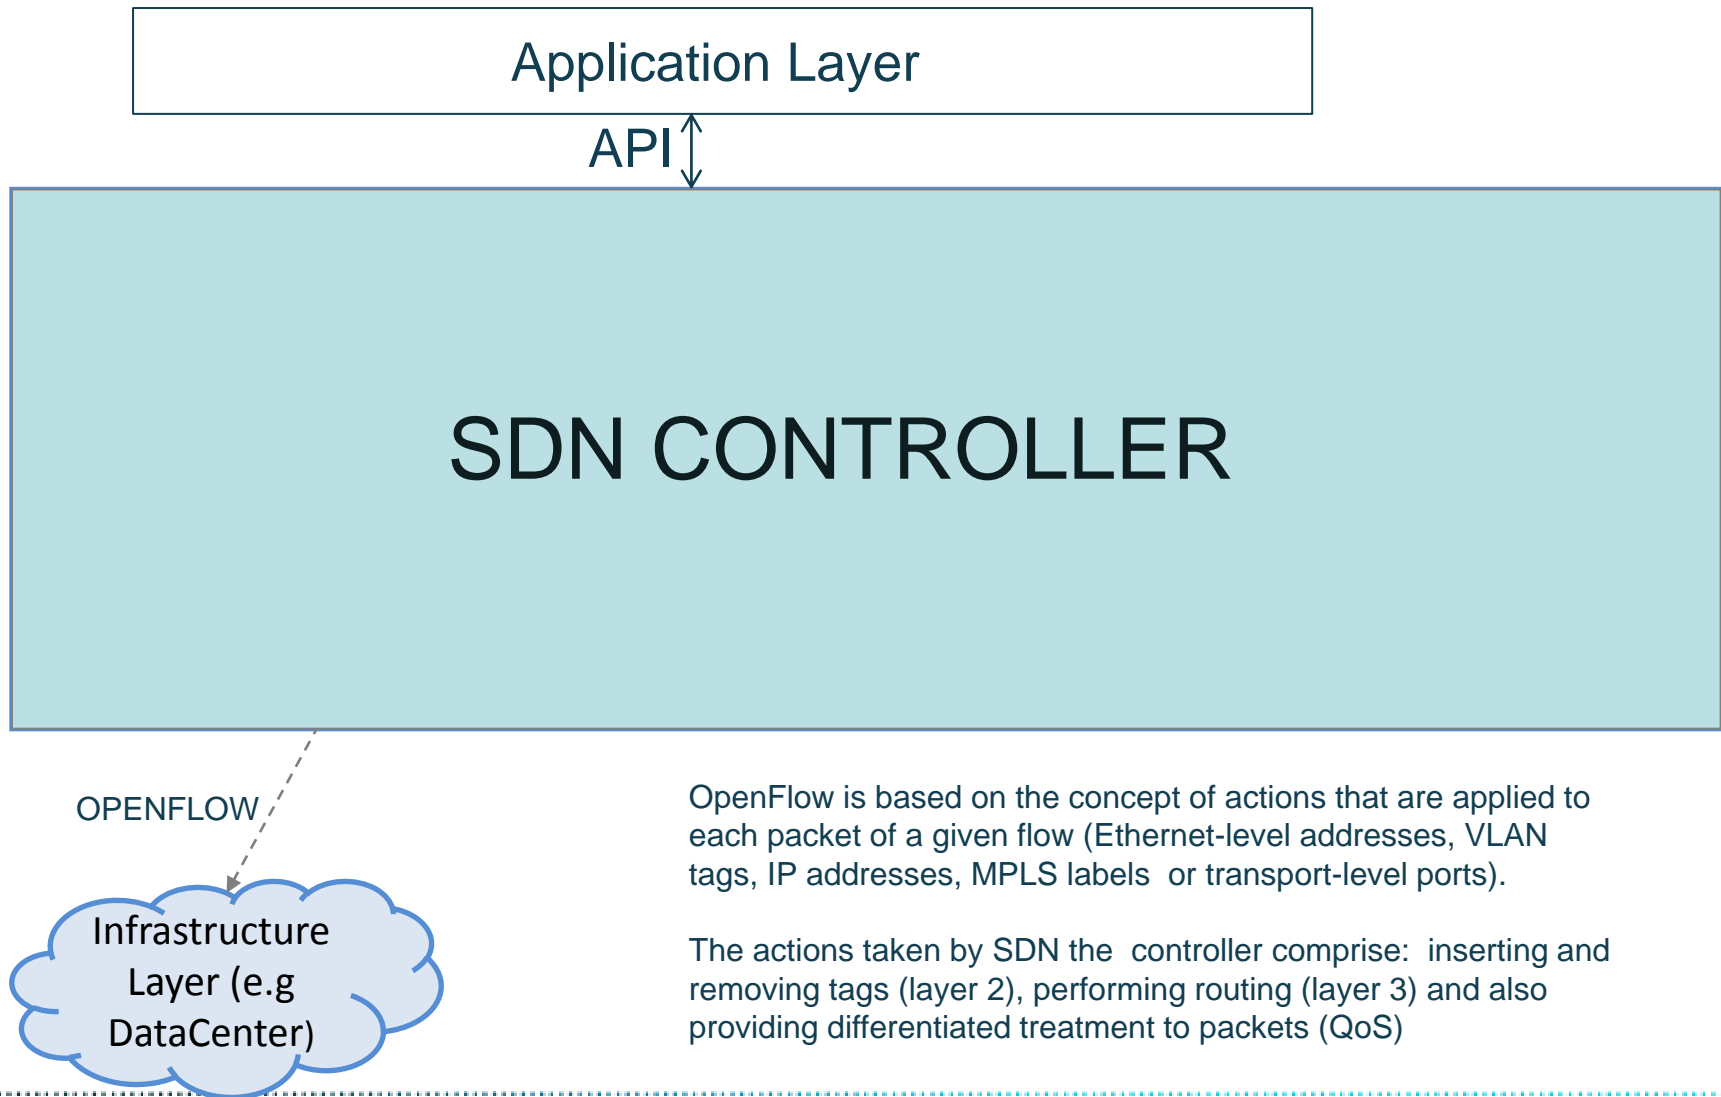 Application Layer
API
SDN CONTROLLER
OPENFLOW
Infrastructure
Layer (e.g
DataCenter)
OpenFlow is based on the concept of actions that are applied to
each packet of a given flow (Ethernet-level addresses, VLAN
tags, IP addresses, MPLS labels  or transport-level ports).
The actions taken by SDN the  controller comprise:  inserting and
removing tags (layer 2), performing routing (layer 3) and also
providing differentiated treatment to packets (QoS)